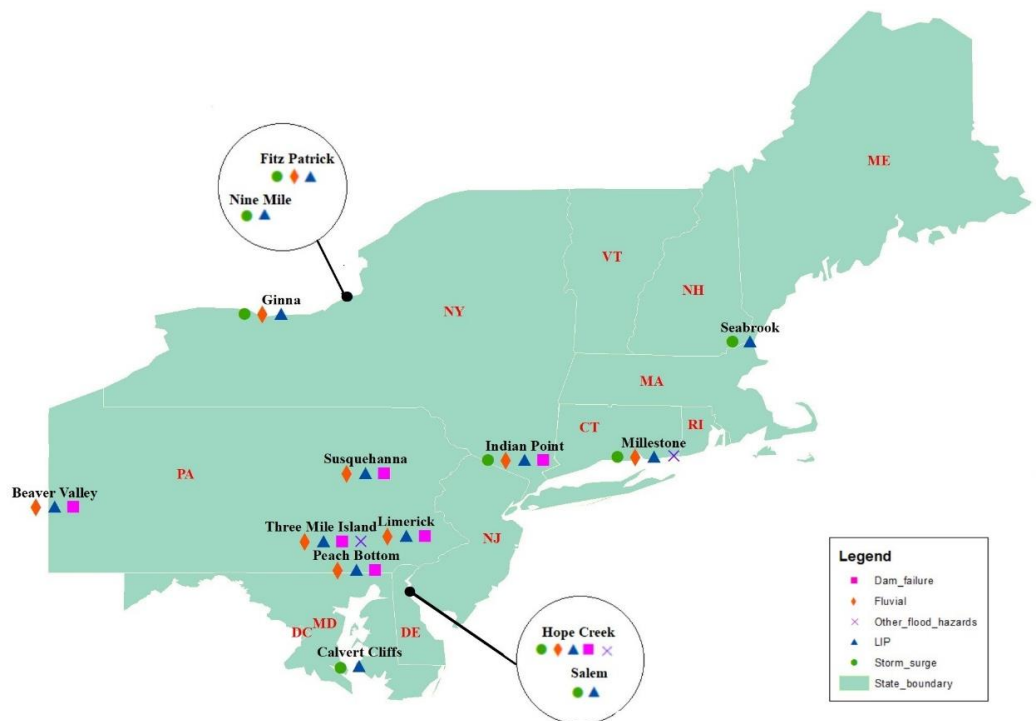 ME
Fitz Patrick
Nine Mile
VT
NH
Ginna
NY
Seabrook
MA
CT
RI
Indian Point
Millestone
Susquehanna
PA
Beaver Valley
Three Mile Island
Limerick
NJ
Peach Bottom
DC
MD
DE
Calvert Cliffs
Hope Creek
Salem
Legend
Dam_failure
Fluvial
Other_flood_hazards
LIP
Storm_surge
State_boundary